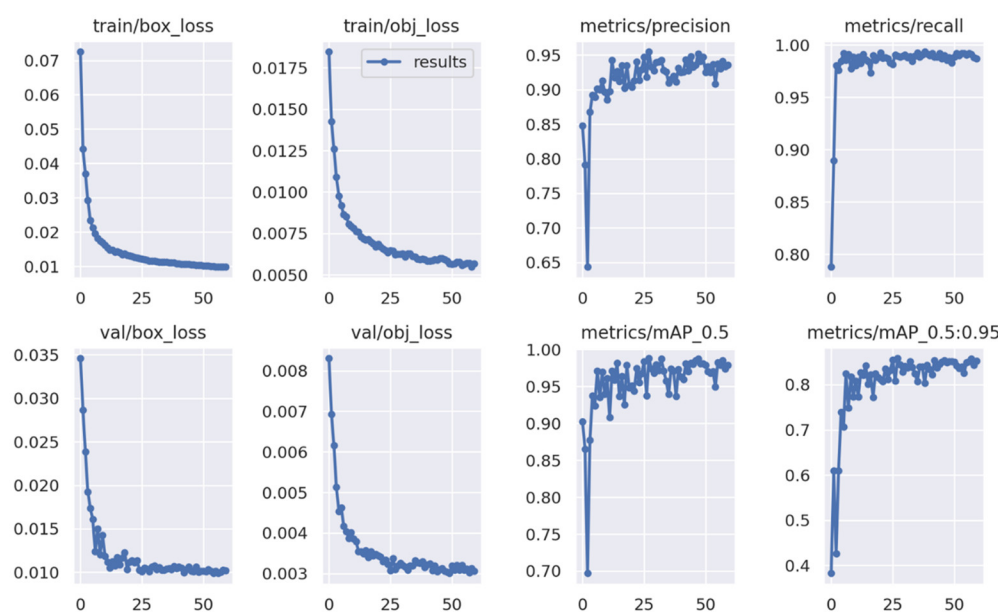 train/box_loss
0.07
0.06
0.05
0.04
0.03
0.02
0.01
0 25 50
train/obj_loss
results
0.0175
0.0150
0.0125
0.0100
0.0075
0.0050
0 25 50
metrics/precision
0.95
0.90
0.85
0.80
0.75
0.70
0.65
0 25 50
metrics/recall
1.00
0.95
0.90
0.85
0.80
0 25 50
val/box_loss
0.035
0.030
0.025
0.020
0.015
0.010
0 25 50
val/obj_loss
0.008
0.007
0.006
0.005
0.004
0.003
0 25 50
metrics/mAP_0.5
1.00
0.95
0.90
0.85
0.80
0.75
0.70
0 25 50
metrics/mAP_0.5:0.95
0.8
0.7
0.6
0.5
0.4
0 25 50